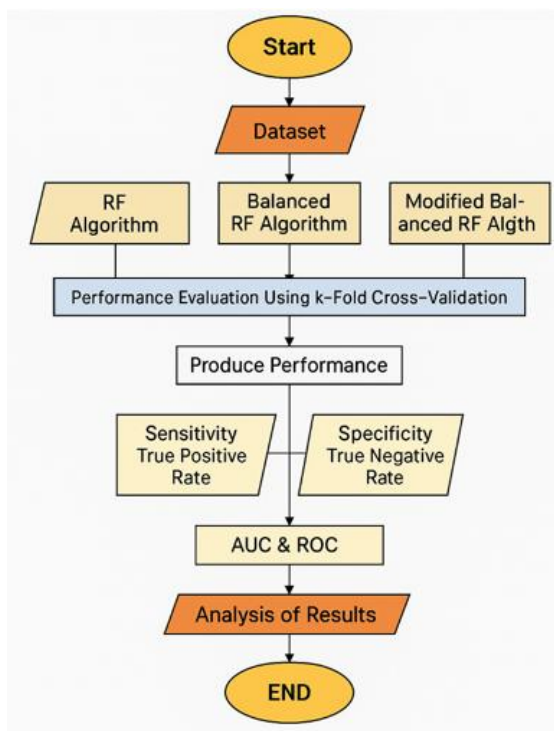 Start
Dataset
RF
Algorithm
Balanced
RF Algorithm
Modified Bal-
anced RF Algth
Performance Evaluation Using k-Fold Cross-Validation
Produce Performance
Sensitivity
True Positive
Rate
Specificity
True Negative
Rate
AUC & ROC
Analysis of Results
END